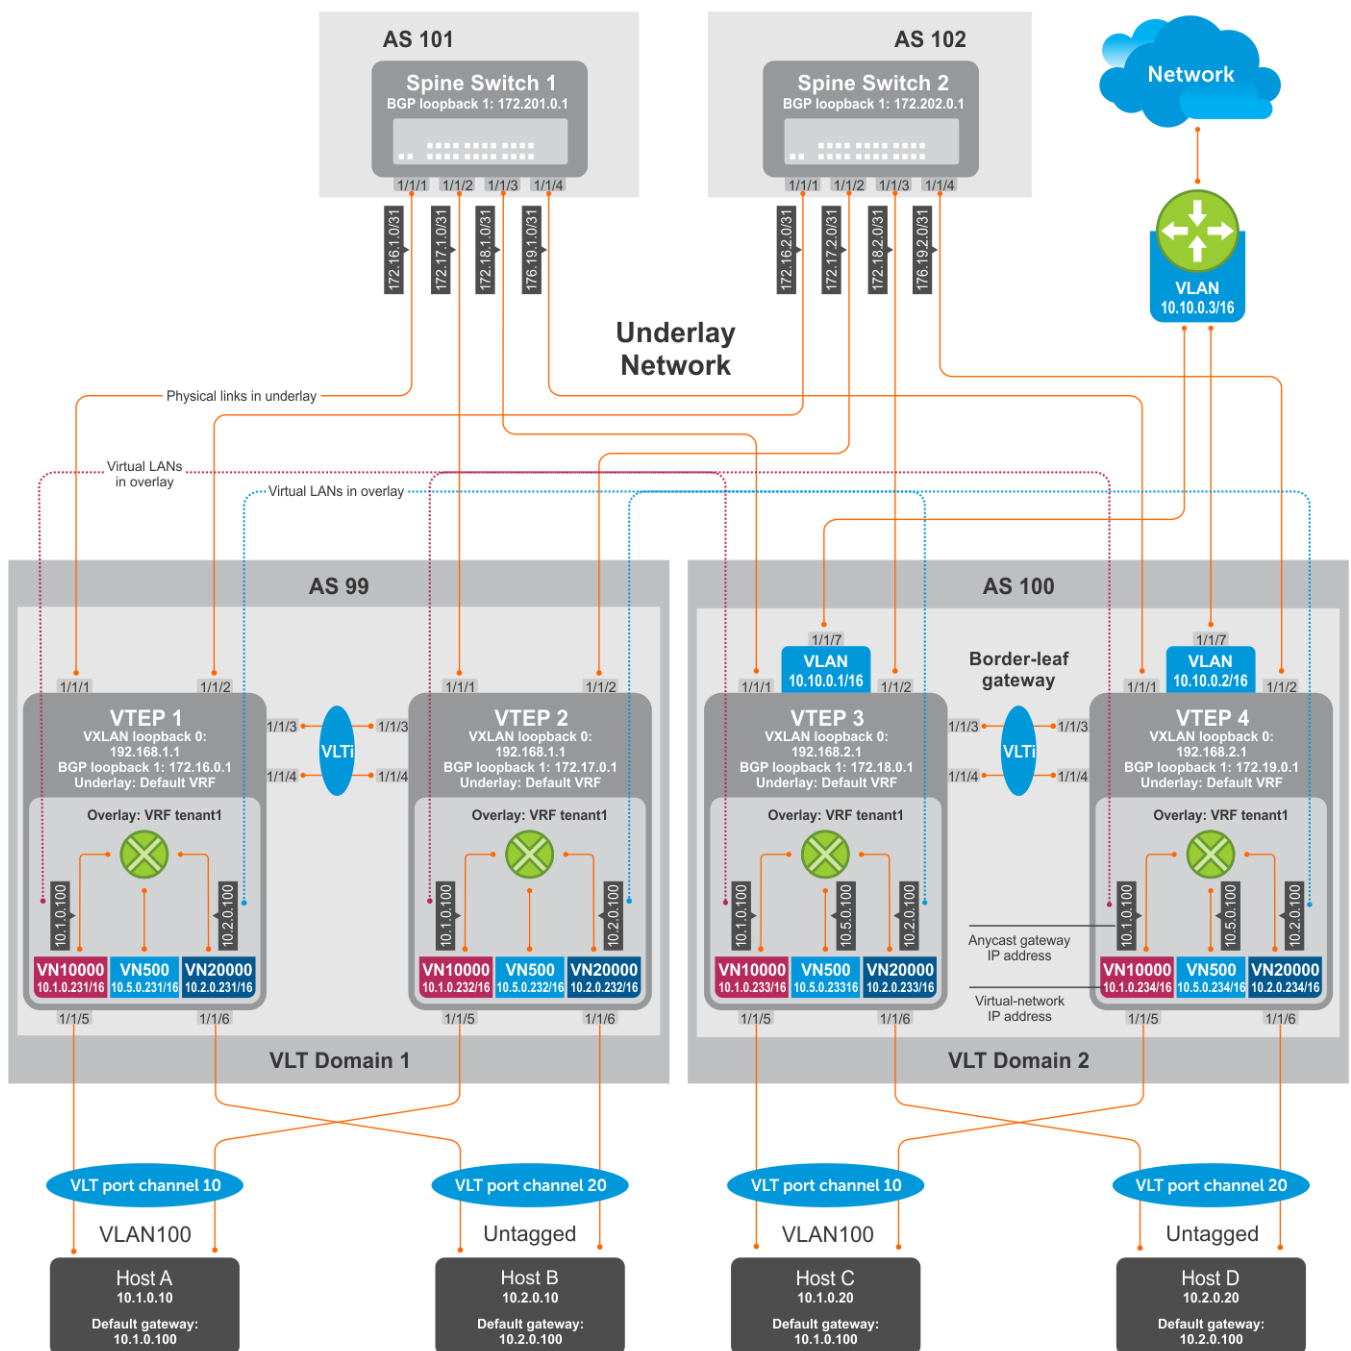 AS 101
AS 102
Spine Switch 1
BGP loopback 1: 172.201.0.1
Spine Switch 2
BGP loopback 1: 172.202.0.1
Network
1/1/1
1/1/2
1/1/3
1/1/4
1/1/1
1/1/2
1/1/3
1/1/4
172.16.1.0/31
172.17.1.0/31
172.18.1.0/31
176.19.1.0/31
172.16.2.0/31
172.17.2.0/31
172.18.2.0/31
176.19.2.0/31
VLAN
10.10.0.3/16
Underlay
Network
Physical links in underlay
Virtual LANs
in overlay
Virtual LANs in overlay
AS 99
AS 100
1/1/7
VLAN
10.10.0.1/16
Border-leaf
gateway
1/1/7
VLAN
10.10.0.2/16
1/1/1
1/1/2
1/1/1
1/1/2
1/1/1
1/1/2
1/1/1
1/1/2
VTEP 1
VXLAN loopback 0:
192.168.1.1
BGP loopback 1: 172.16.0.1
Underlay: Default VRF
1/1/3
1/1/4
VLTi
1/1/3
1/1/4
VTEP 2
VXLAN loopback 0:
192.168.1.1
BGP loopback 1: 172.17.0.1
Underlay: Default VRF
VTEP 3
VXLAN loopback 0:
192.168.2.1
BGP loopback 1: 172.18.0.1
Underlay: Default VRF
1/1/3
1/1/4
VLTi
1/1/3
1/1/4
VTEP 4
VXLAN loopback 0:
192.168.2.1
BGP loopback 1: 172.19.0.1
Underlay: Default VRF
Overlay: VRF tenant1
Overlay: VRF tenant1
Overlay: VRF tenant1
Overlay: VRF tenant1
10.1.0.100
10.2.0.100
10.1.0.100
10.2.0.100
10.1.0.100
10.5.0.100
10.2.0.100
10.1.0.100
10.5.0.100
10.2.0.100
Anycast gateway
IP address
VN10000
10.1.0.231/16
VN500
10.5.0.231/16
VN20000
10.2.0.231/16
VN10000
10.1.0.232/16
VN500
10.5.0.232/16
VN20000
10.2.0.232/16
VN10000
10.1.0.233/16
VN500
10.5.0.23316
VN20000
10.2.0.233/16
VN10000
10.1.0.234/16
VN500
10.5.0.234/16
VN20000
10.2.0.234/16
Virtual-network
IP address
1/1/5
1/1/6
1/1/5
1/1/6
1/1/5
1/1/6
1/1/5
1/1/6
VLT Domain 1
VLT Domain 2
VLT port channel 10
VLT port channel 20
VLT port channel 10
VLT port channel 20
VLAN100
Untagged
VLAN100
Untagged
Host A
10.1.0.10
Default gateway:
10.1.0.100
Host B
10.2.0.10
Default gateway:
10.2.0.100
Host C
10.1.0.20
Default gateway:
10.1.0.100
Host D
10.2.0.20
Default gateway:
10.2.0.100